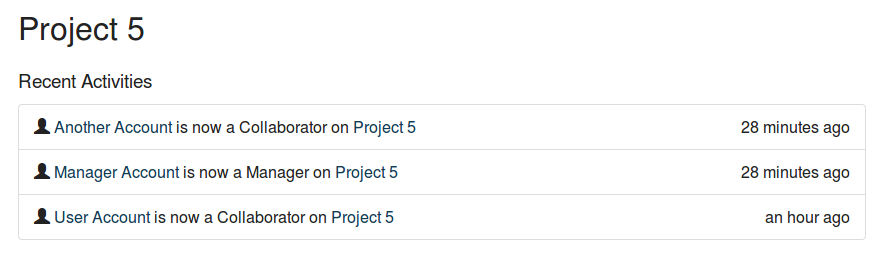 Project 5
Recent Activities
Another Account is now a Collaborator on Project 5 28 minutes ago
Manager Account is now a Manager on Project 5 28 minutes ago
User Account is now a Collaborator on Project 5 an hour ago